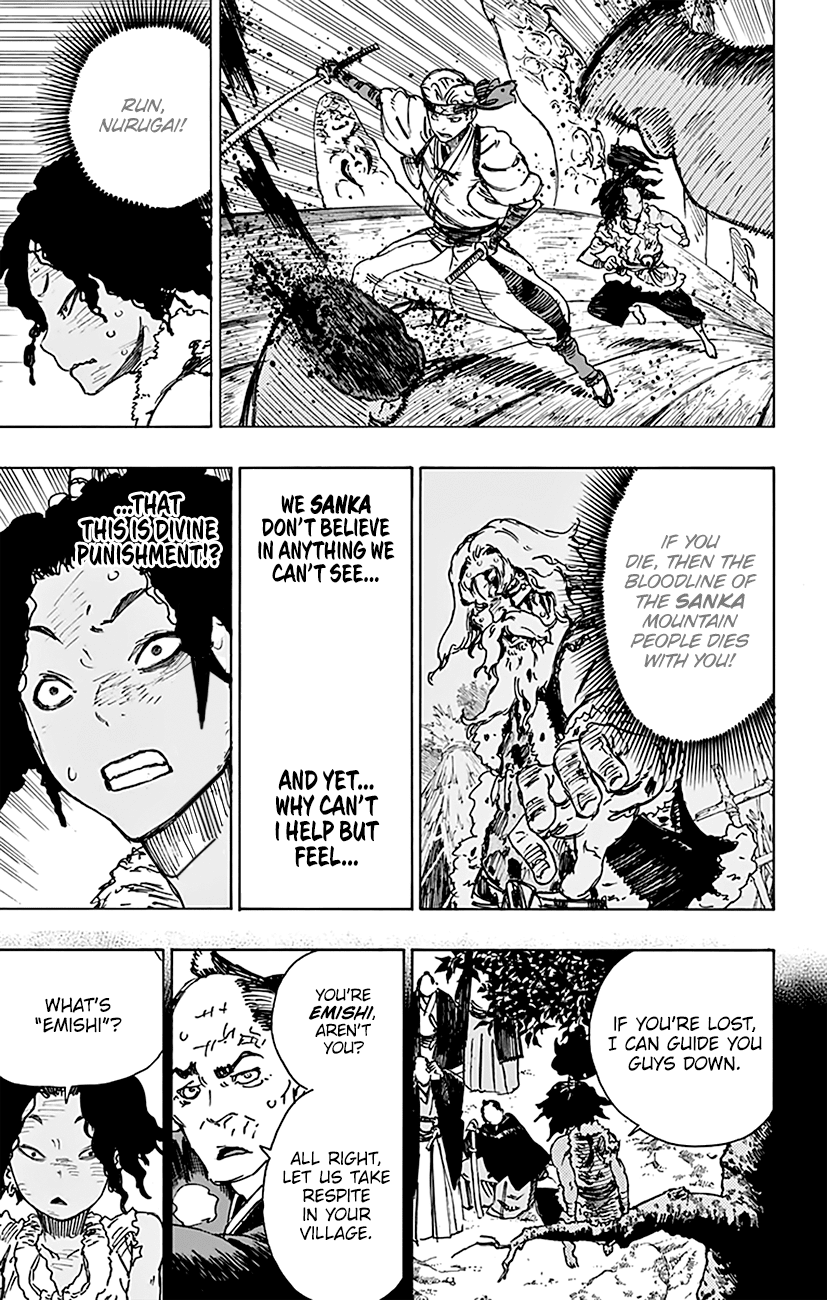 RUN,
NURUGAI!
IF YOU
DIE, THEN THE
BLOODLINE OF
THE SANKA
MOUNTAIN
PEOPLE DIES
WITH YOU!
WE SANKA
DON'T BELIEVE
IN ANYTHING WE
CAN'T SEE...
AND YET...
WHY CAN'T
I HELP BUT
FEEL...
...THAT
THIS IS DIVINE
PUNISHMENT!?
IF YOU'RE LOST,
I CAN GUIDE YOU
GUYS DOWN.
YOU'RE
EMISHI,
AREN'T
YOU?
ALL RIGHT,
LET US TAKE
RESPITE
IN YOUR
VILLAGE.
WHAT'S
"EMISHI"?